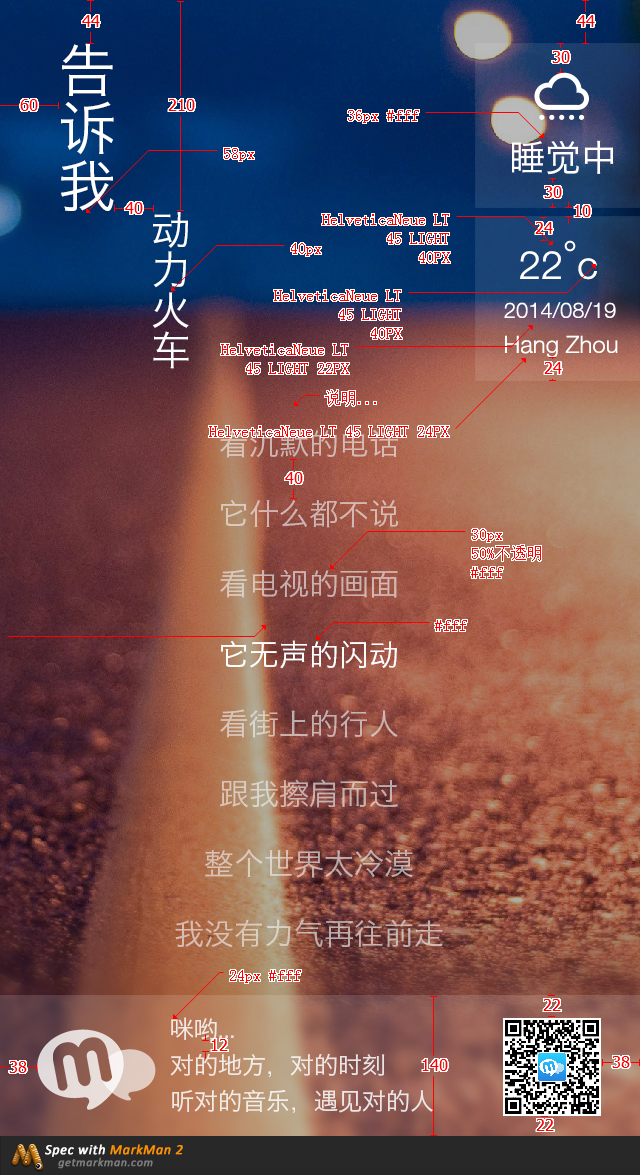 44
44
告诉我
60
210
58px
40
动力火车
40px
30
36px #fff
睡觉中
30
10
HelveticaNeue LT
45 LIGHT
40PX
24
22°c
HelveticaNeue LT
45 LIGHT
40PX
2014/08/19
HelveticaNeue LT
45 LIGHT 22PX
Hang Zhou
24
说明...
HelveticaNeue LT 45 LIGHT 24PX
看沉默的电话
40
它什么都不说
30px
50%不透明
#fff
看电视的画面
#fff
它无声的闪动
看街上的行人
跟我擦肩而过
整个世界太冷漠
我没有力气再往前走
24px #fff
咪哟...
12
对的地方，对的时刻
听对的音乐，遇见对的人
38
m
140
22
38
22
Spec with MarkMan 2
getmarkman.com